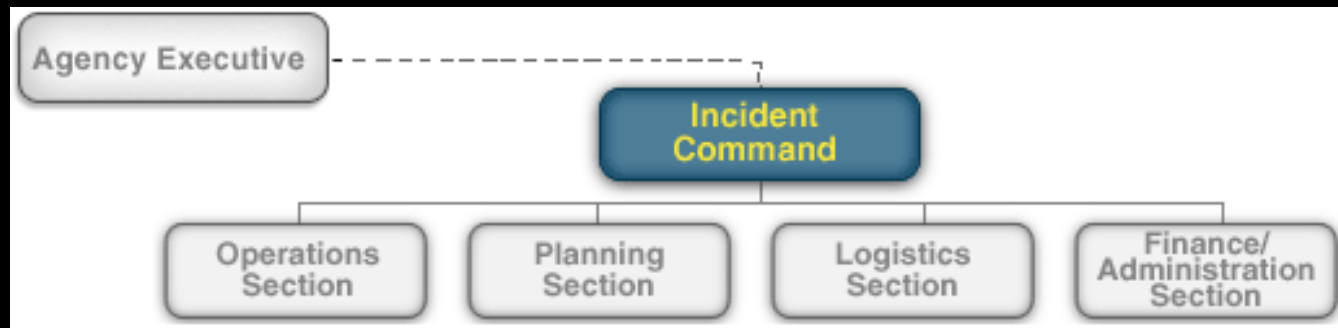 Agency Executive
Incident
Command
Operations
Section
Planning
Section
Logistics
Section
Finance/
Administration
Section